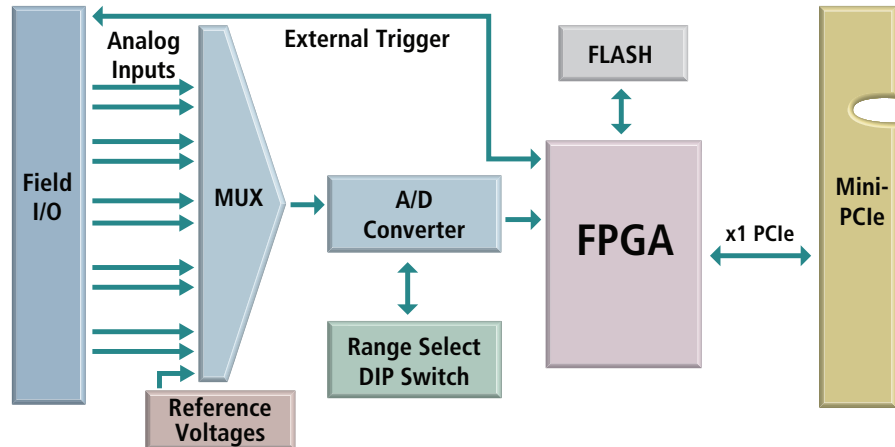 Analog
Inputs
External Trigger
FLASH
Field
I/O
MUX
A/D
Converter
FPGA
x1 PCIe
Mini-
PCIe
Range Select
DIP Switch
Reference
Voltages